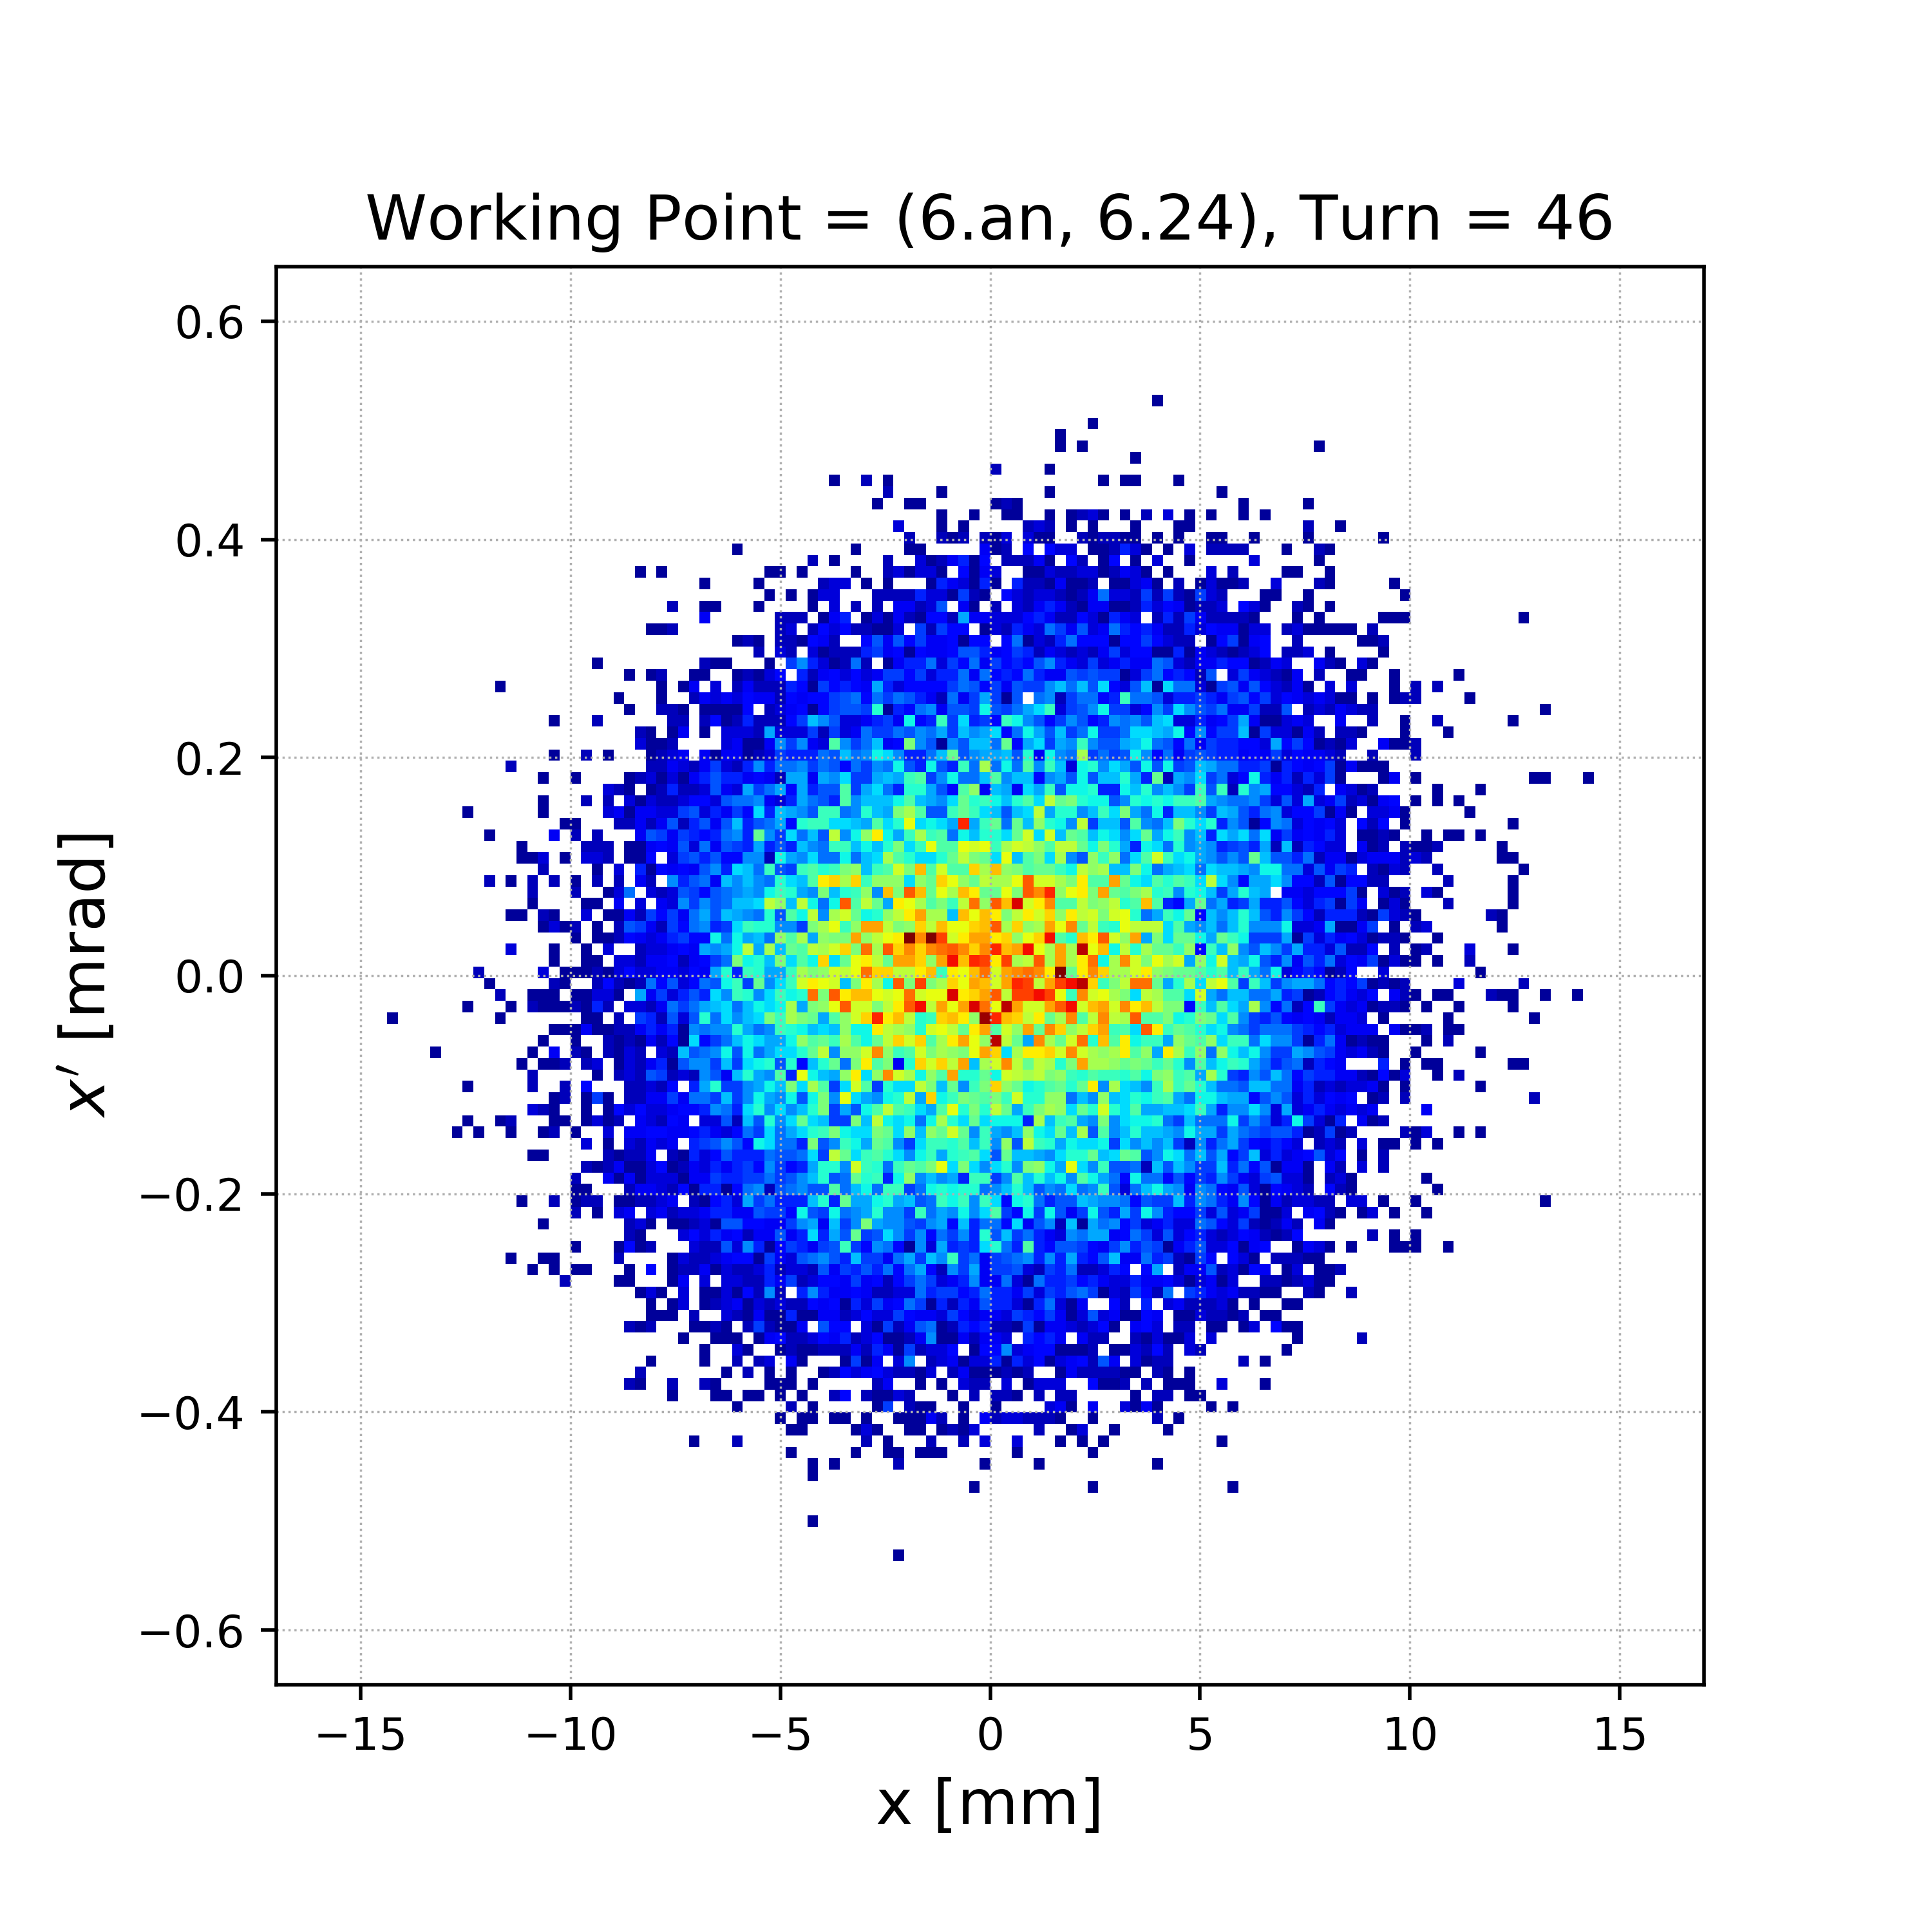 Working Point = (6.an, 6.24), Turn = 46
0.6
0.4
0.2
0.0
−0.2
−0.4
−0.6
x′ [mrad]
−15 −10 −5 0 5 10 15
x [mm]